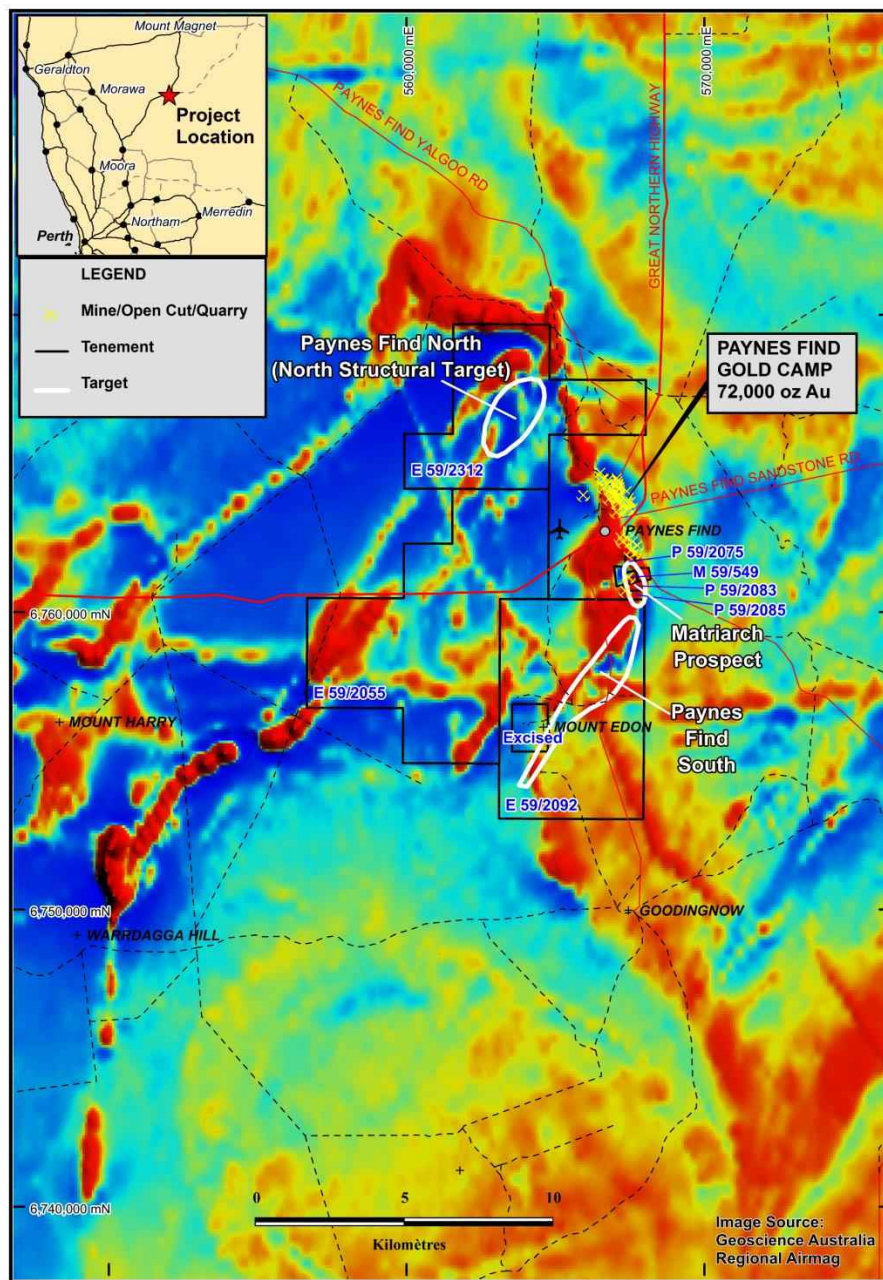 Mount Magnet
Geraldton
Morawa
Project
Location
Moora
Northam
Merredin
Perth
LEGEND
Mine/Open Cut/Quarry
Tenement
Target
560,000 mE
570,000 mE
PAYNES FIND YALGOO RD
GREAT NORTHERN HIGHWAY
Paynes Find North
(North Structural Target)
PAYNES FIND
GOLD CAMP
72,000 oz Au
E 59/2312
PAYNES FIND SANDSTONE RD
PAYNES FIND
P 59/2075
M 59/549
P 59/2083
P 59/2085
6,760,000 mN
Matriarch
Prospect
E 59/2055
MOUNT HARRY
MOUNT EDON
Excised
Paynes
Find
South
E 59/2092
6,750,000 mN
GOODINGNOW
WARRDAGGA HILL
6,740,000 mN
0 5 10
Kilomètres
Image Source:
Geoscience Australia
Regional Airmag